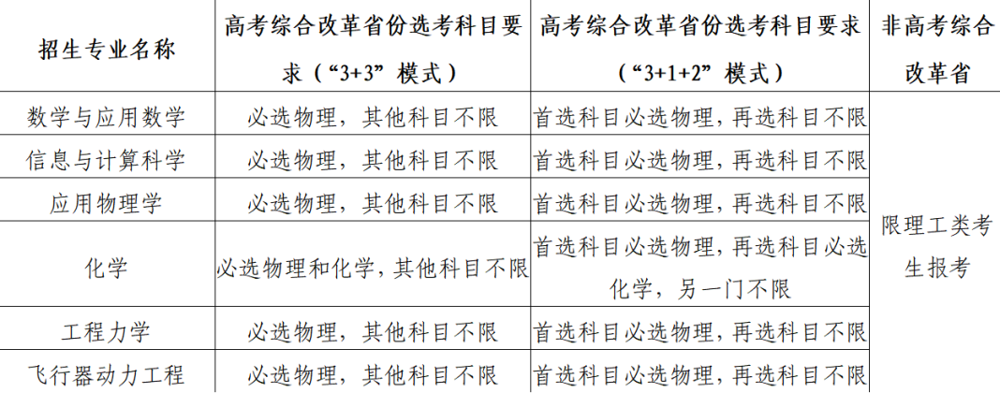 招生专业名称
高考综合改革省份选考科目要
求（“3+3”模式）
高考综合改革省份选考科目要求
（“3+1+2”模式）
非高考综合
改革省
数学与应用数学
必选物理，其他科目不限
首选科目必选物理，再选科目不限
信息与计算科学
必选物理，其他科目不限
首选科目必选物理，再选科目不限
应用物理学
必选物理，其他科目不限
首选科目必选物理，再选科目不限
化学
必选物理和化学，其他科目不限
首选科目必选物理，再选科目必选
化学，另一门不限
工程力学
必选物理，其他科目不限
首选科目必选物理，再选科目不限
飞行器动力工程
必选物理，其他科目不限
首选科目必选物理，再选科目不限
限理工类考
生报考